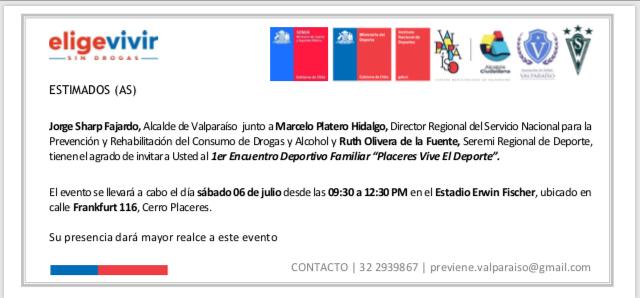 eligevivir
SIN DROGAS
SENDA
Ministerio del Deporte
Instituto Nacional de Deportes
Gobierno de Chile
Gobierno de Chile
VALPARAÍSO
Alcaldía Ciudadana
VALPARAÍSO
S W
ESTIMADOS (AS)
Jorge Sharp Fajardo, Alcalde de Valparaíso junto a Marcelo Platero Hidalgo, Director Regional del Servicio Nacional para la
Prevención y Rehabilitación del Consumo de Drogas y Alcohol y Ruth Olivera de la Fuente, Seremi Regional de Deporte,
tienen el agrado de invitar a Usted al 1er Encuentro Deportivo Familiar “Placeres Vive El Deporte”.
El evento se llevará a cabo el día sábado 06 de julio desde las 09:30 a 12:30 PM en el Estadio Erwin Fischer, ubicado en
calle Frankfurt 116, Cerro Placeres.
Su presencia dará mayor realce a este evento
CONTACTO | 32 2939867 | previene.valparaiso@gmail.com